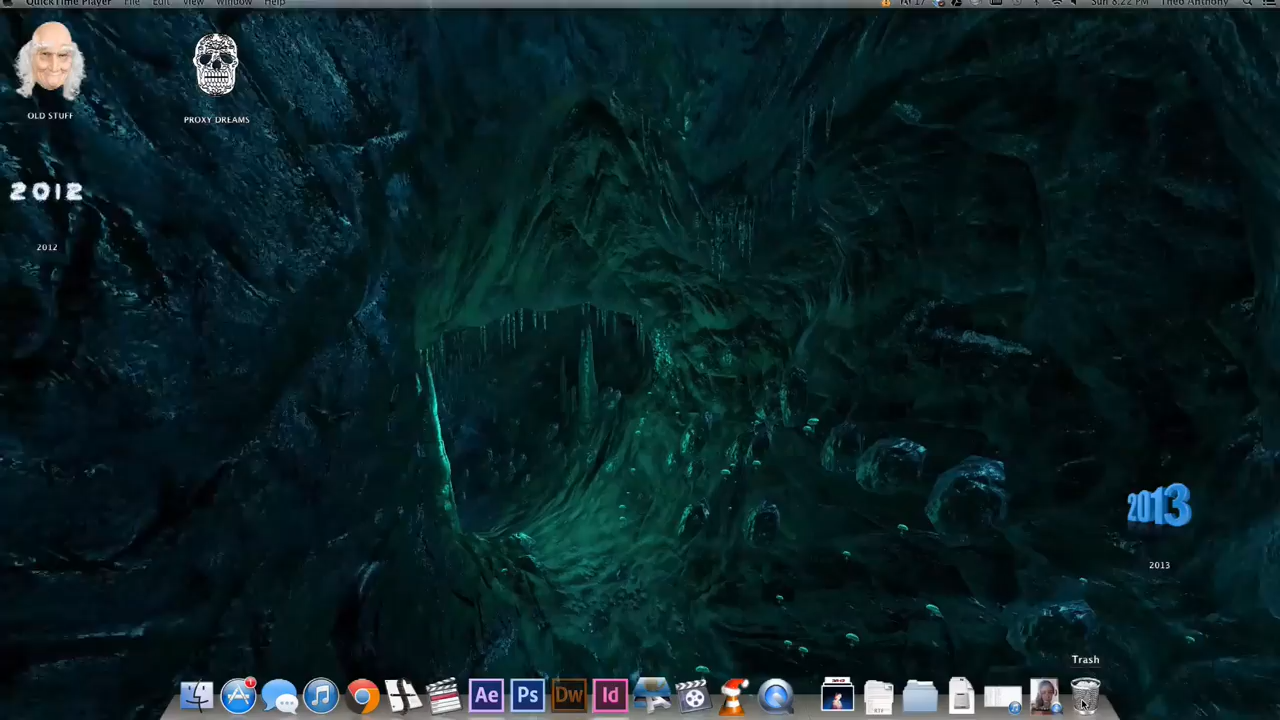 QuickTime Player File Edit View Window Help
Sun 8:22 PM Theo Anthony
OLD STUFF
PROXY DREAMS
2012
2012
2013
2013
Trash
Ae Ps Dw Id